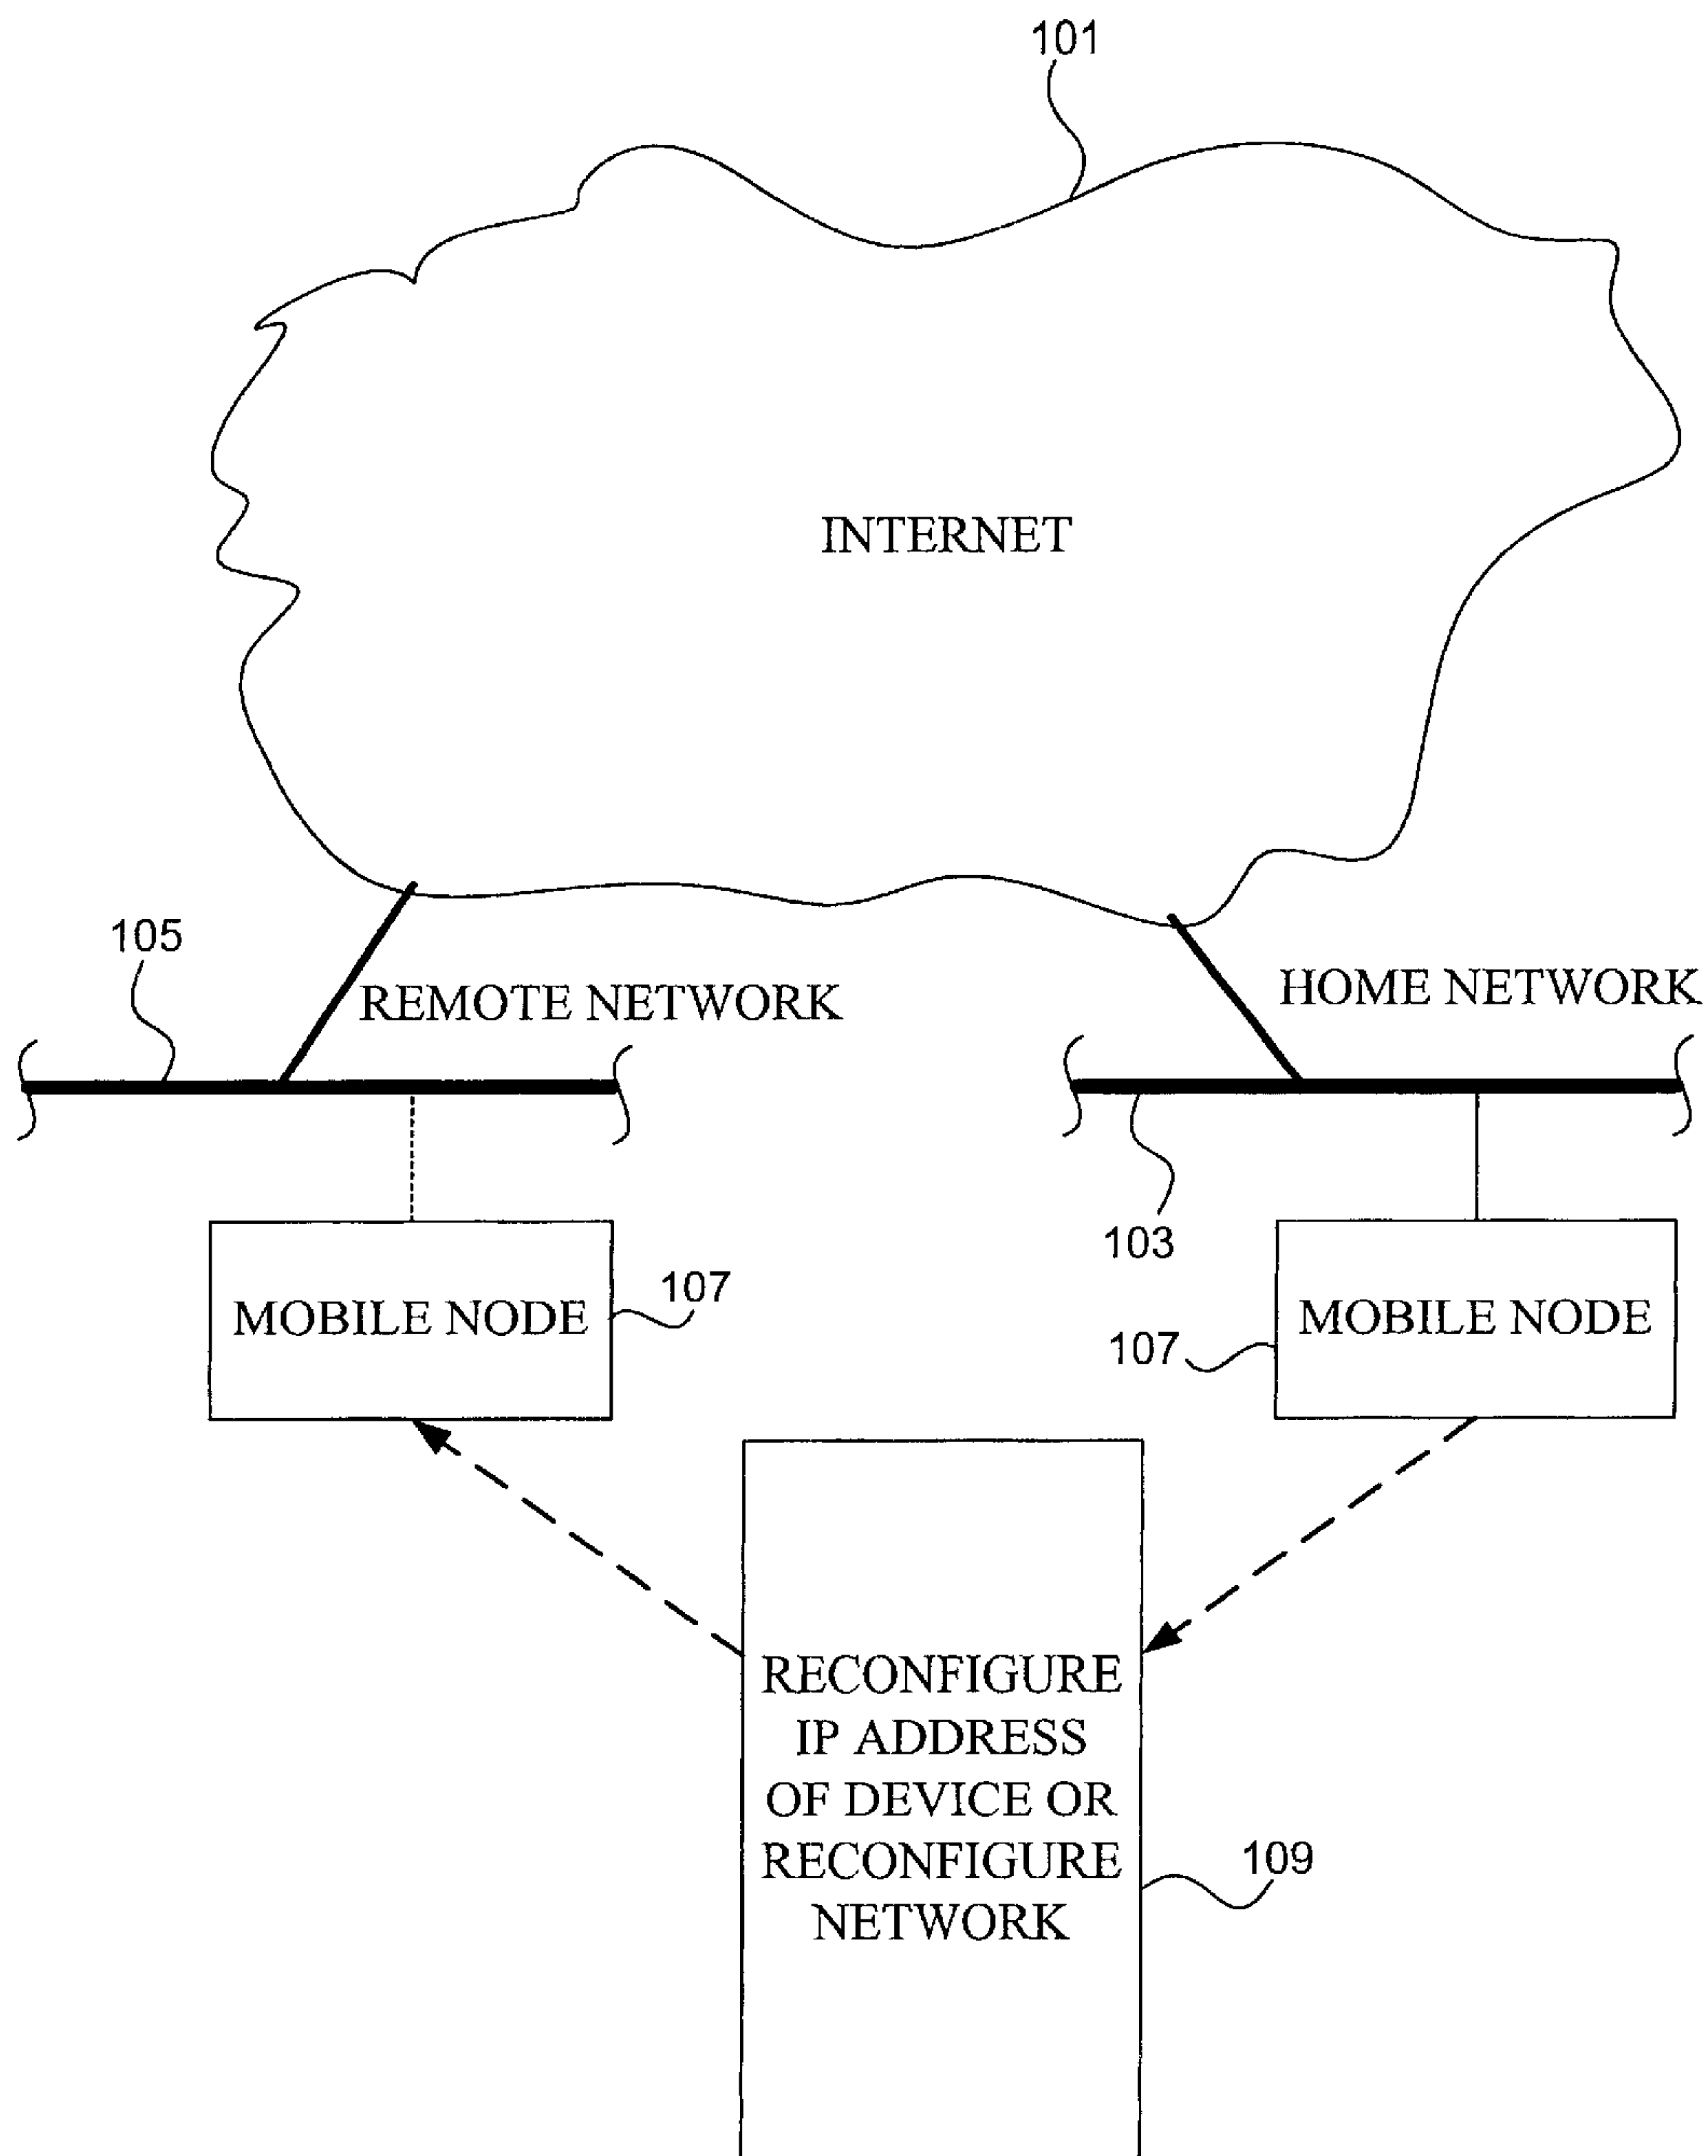 101
INTERNET
105
REMOTE NETWORK
HOME NETWORK
103
MOBILE NODE
107
MOBILE NODE
107
RECONFIGURE
IP ADDRESS
OF DEVICE OR
RECONFIGURE
NETWORK
109